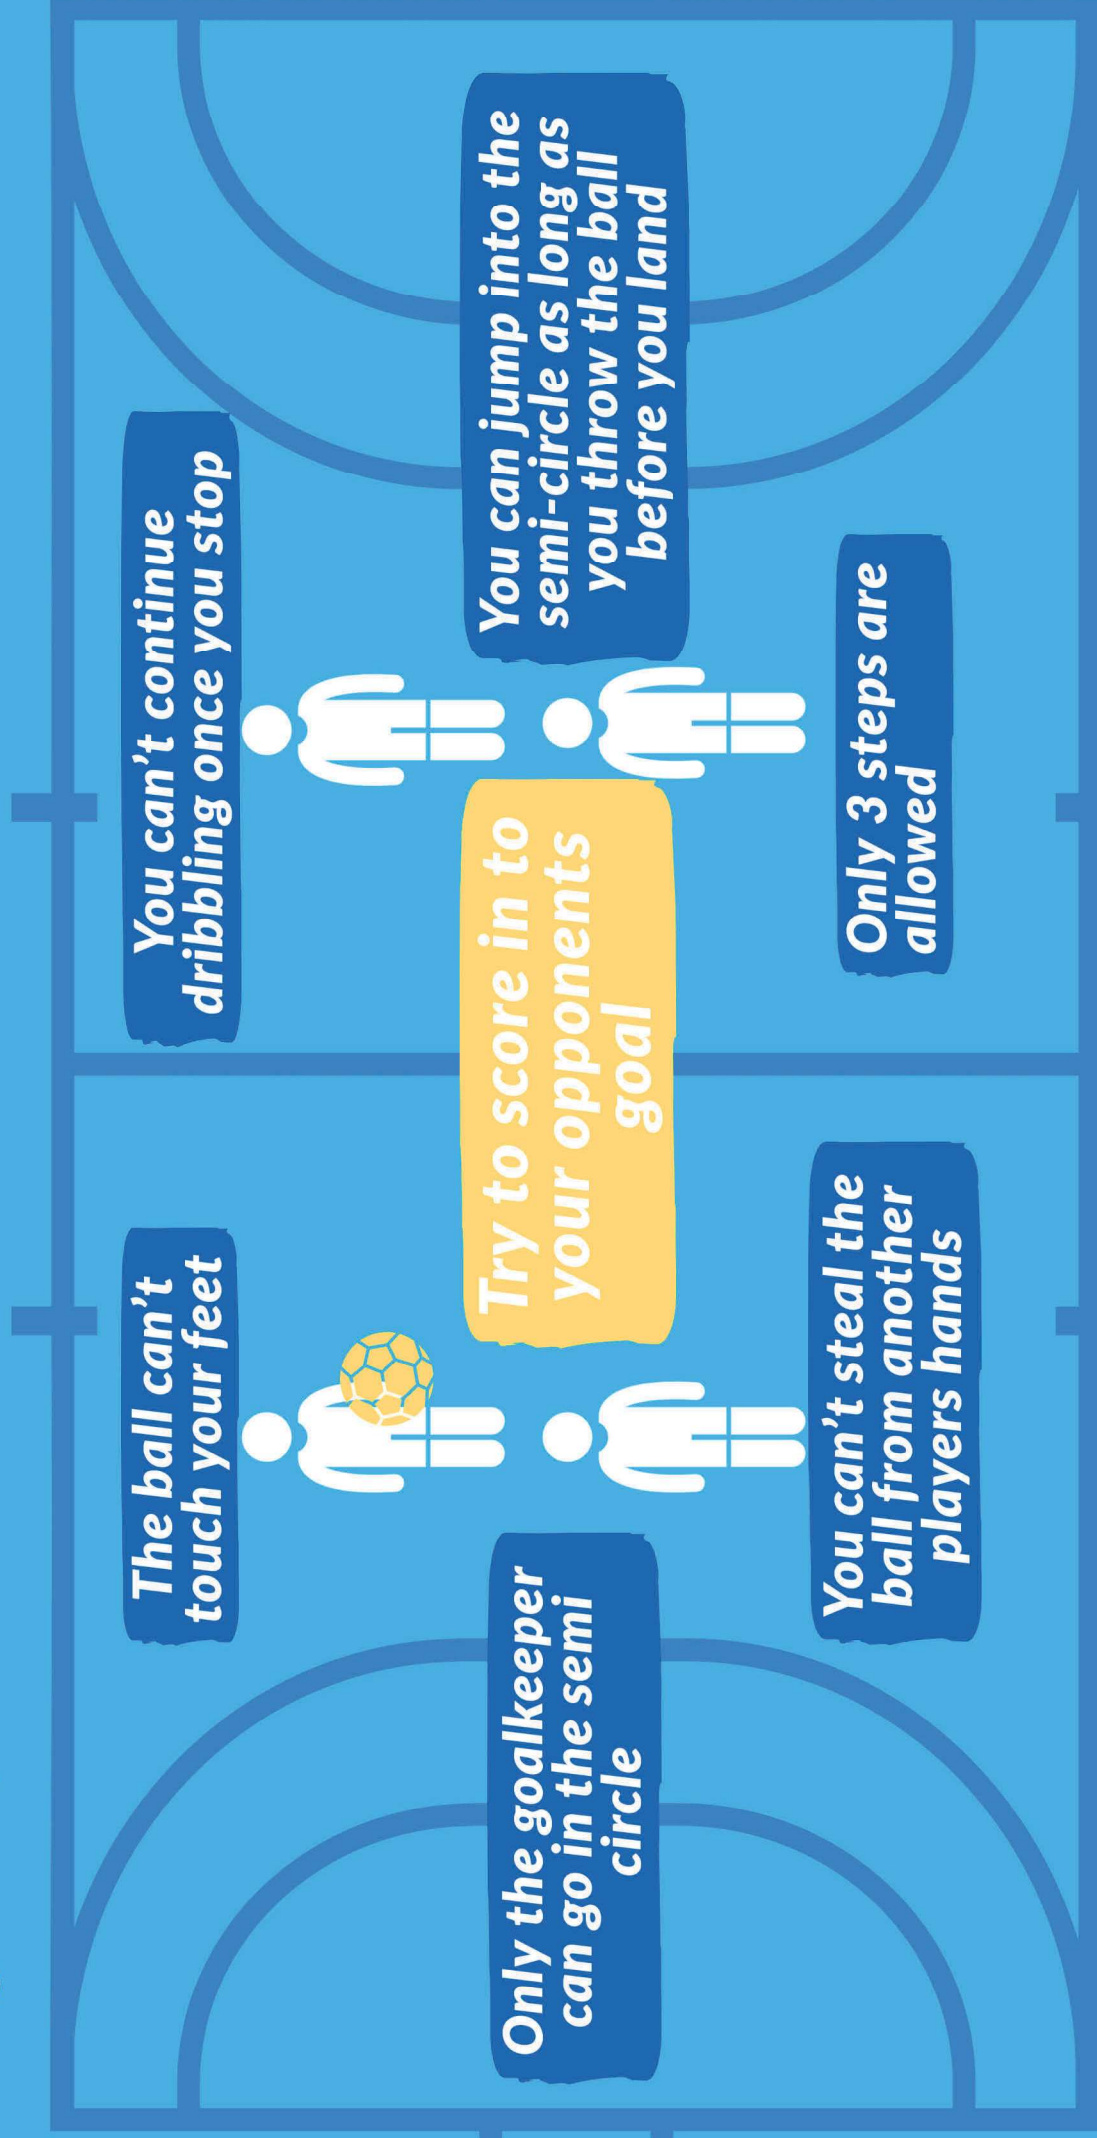 The ball can't
touch your feet
You can't continue
dribbling once you stop
Only the goalkeeper
can go in the semi
circle
Try to score in to
your opponents
goal
You can jump into the
semi-circle as long as
you throw the ball
before you land
You can't steal the
ball from another
players hands
Only 3 steps are
allowed